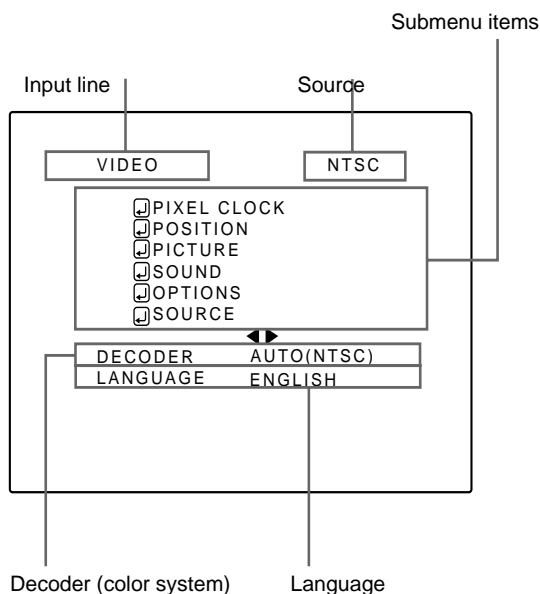 Submenu items
Input line Source
VIDEO NTSC
PIXEL CLOCK
POSITION
PICTURE
SOUND
OPTIONS
SOURCE
DECODER AUTO(NTSC)
LANGUAGE ENGLISH
Decoder (color system) Language